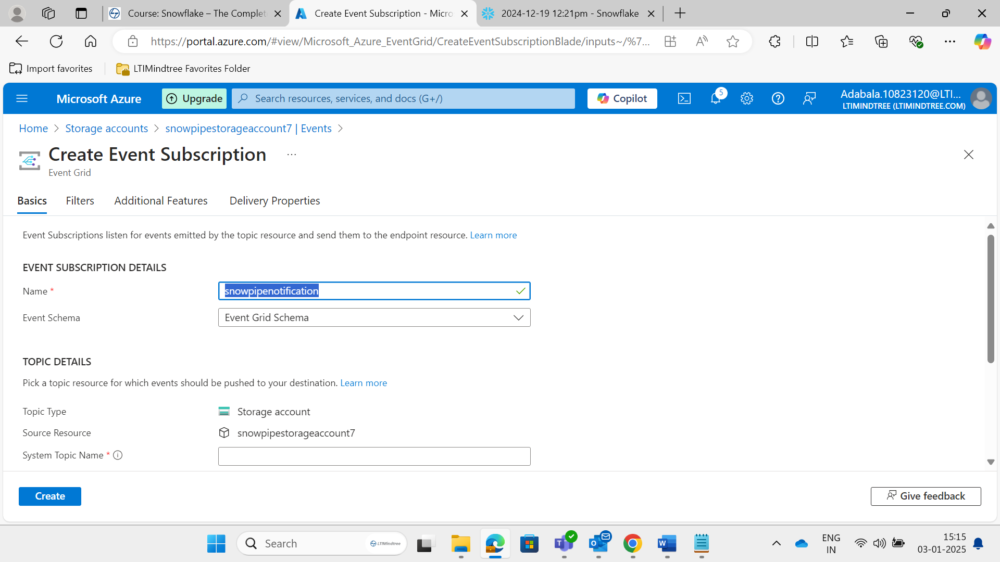 Course: Snowflake – The Complet
Create Event Subscription - Micro
2024-12-19 12:21pm - Snowflake
https://portal.azure.com/#view/Microsoft_Azure_EventGrid/CreateEventSubscriptionBlade/inputs~/%7...
Import favorites
LTIMindtree Favorites Folder
Microsoft Azure
Upgrade
Search resources, services, and docs (G+/)
Copilot
5
Adabala.10823120@LTI...
LTIMINDTREE (LTIMINDTREE.COM)
Home > Storage accounts > snowpipestorageaccount7 | Events >
Create Event Subscription ...
Event Grid
Basics Filters Additional Features Delivery Properties
Event Subscriptions listen for events emitted by the topic resource and send them to the endpoint resource. Learn more
EVENT SUBSCRIPTION DETAILS
Name * snowpipenotification
Event Schema Event Grid Schema
TOPIC DETAILS
Pick a topic resource for which events should be pushed to your destination. Learn more
Topic Type Storage account
Source Resource snowpipestorageaccount7
System Topic Name *
Create
Give feedback
Search
LTIMindtree
ENG
IN
15:15
03-01-2025